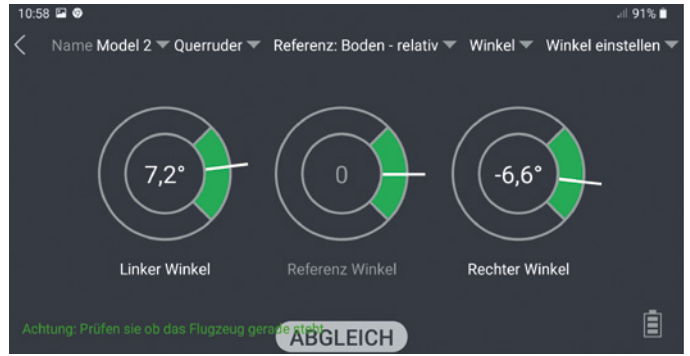 10:58 91%
Name Model 2 Querruder Referenz: Boden - relativ Winkel Winkel einstellen
7,2° 0 -6,6°
Linker Winkel Referenz Winkel Rechter Winkel
Achtung: Prüfen sie ob das Flugzeug gerade steht
ABGLEICH